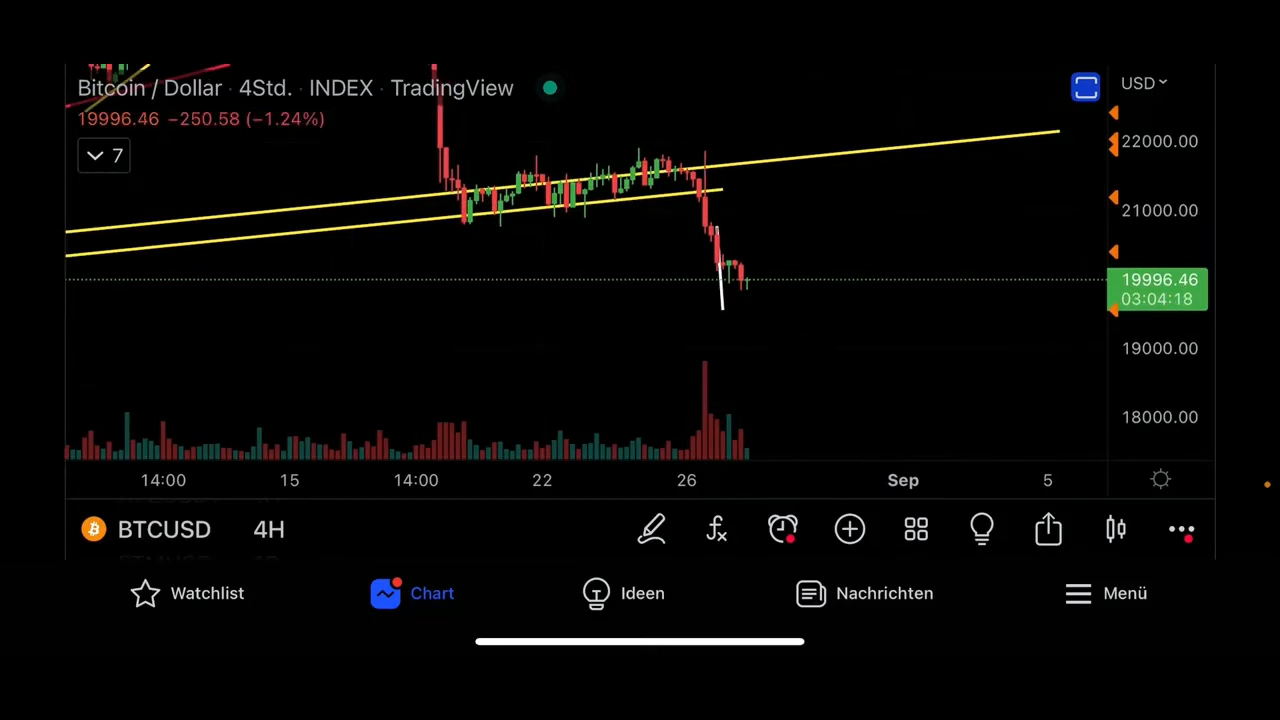 Bitcoin / Dollar · 4Std. · INDEX · TradingView
USD
19996.46 −250.58 (−1.24%)
7
22000.00
21000.00
19996.46
03:04:18
19000.00
18000.00
14:00 15 14:00 22 26 Sep 5
BTCUSD 4H
Watchlist Chart Ideen Nachrichten Menü